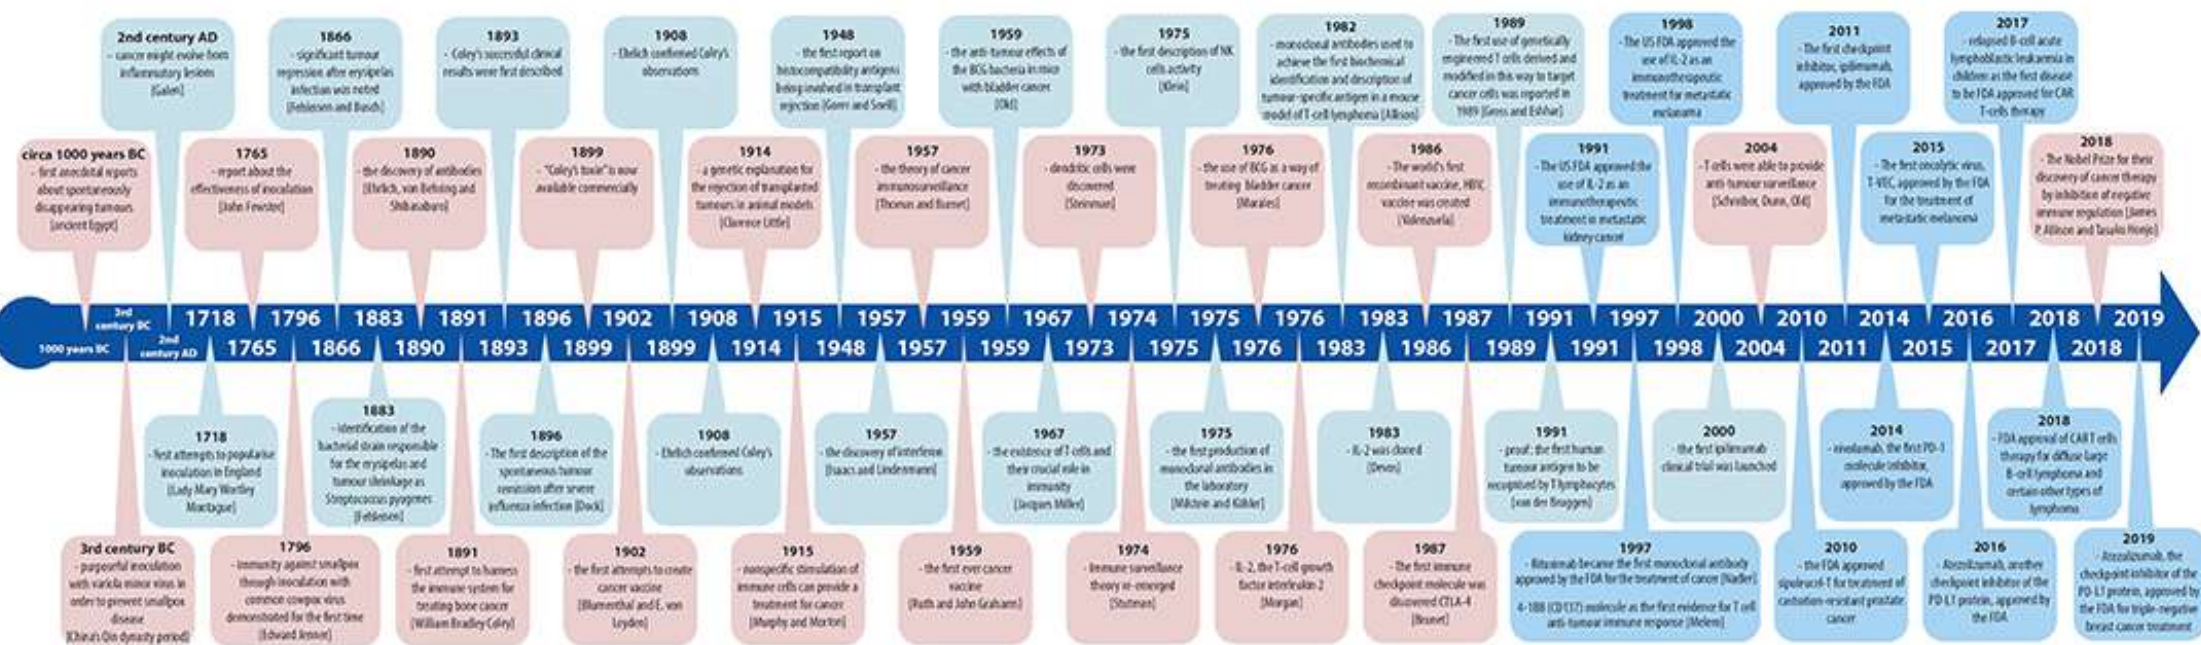 2nd century AD
- cancer might evolve from
inflammatory lesions
[Galen]
1866
- significant tumour
regression after erysipelas
infection was noted
[Fehleisen and Busch]
1893
- Coley's successful clinical
results were first described
1908
- Ehrlich confirmed Coley's
observations
1948
- the first report on
histocompatibility antigens
being involved in transplant
rejection [Gorer and Snell]
1959
- the anti-tumour effects of
the BCG bacteria in mice
with bladder cancer
[Old]
1975
- the first description of NK
cells activity
[Klein]
1982
- monoclonal antibodies used to
achieve the first biochemical
identification and description of
tumour-specific antigen in a mouse
model of T-cell lymphoma [Allison]
1989
- The first use of genetically
engineered T cells derived and
modified in this way to target
cancer cells was reported in
1989 [Gross and Eshhar]
1998
- The US FDA approved the
use of IL-2 as an
immunotherapeutic
treatment for metastatic
melanoma
2011
- The first checkpoint
inhibitor, ipilimumab,
approved by the FDA
2017
- relapsed B-cell acute
lymphoblastic leukaemia in
children as the first disease
to be FDA approved for CAR
T-cells therapy
circa 1000 years BC
- first anecdotal reports
about spontaneously
disappearing tumours
[ancient Egypt]
1765
- report about the
effectiveness of inoculation
[John Fewster]
1890
- the discovery of antibodies
[Ehrlich, von Behring and
Shibasaburo]
1899
- "Coley's toxin" is now
available commercially
1914
- a genetic explanation for
the rejection of transplanted
tumours in animal models
[Clarence Little]
1957
- the theory of cancer
immunosurveillance
[Thomas and Burnet]
1973
- dendritic cells were
discovered
[Steinman]
1976
- the use of BCG as a way of
treating bladder cancer
[Morales]
1986
- The world's first
recombinant vaccine, HBV,
vaccine was created
[Valenzuela]
1991
- The US FDA approved the
use of IL-2 as an
immunotherapeutic
treatment in metastatic
kidney cancer
2004
- T cells were able to provide
anti-tumour surveillance
[Schreiber, Dunn, Old]
2015
- The first oncolytic virus,
T-VEC, approved by the FDA
for the treatment of
metastatic melanoma
2018
- The Nobel Prize for their
discovery of cancer therapy
by inhibition of negative
immune regulation [James
P. Allison and Tasuku Honjo]
3rd century BC 1718 1796 1883 1891 1896 1902 1908 1915 1957 1959 1967 1974 1975 1976 1983 1987 1991 1997 2000 2010 2014 2016 2018 2019
1000 years BC 2nd century AD 1765 1866 1890 1893 1899 1899 1914 1948 1957 1959 1973 1975 1976 1983 1986 1989 1991 1998 2004 2011 2015 2017 2018
1718
- first attempts to popularise
inoculation in England
[Lady Mary Wortley
Montague]
1883
- Identification of the
bacterial strain responsible
for the erysipelas and
tumour shrinkage as
Streptococcus pyogenes
[Fehleisen]
1896
- The first description of the
spontaneous tumour
remission after severe
influenza infection [Dock]
1908
- Ehrlich confirmed Coley's
observations
1957
- the discovery of interferon
[Isaacs and Lindenmann]
1967
- the existence of T-cells and
their crucial role in
immunity
[Jacques Miller]
1975
- the first production of
monoclonal antibodies in
the laboratory
[Milstein and Köhler]
1983
- IL-2 was cloned
[Devos]
1991
- proof: the first human
tumour antigen to be
recognised by T lymphocytes
[van der Bruggen]
2000
- the first ipilimumab
clinical trial was launched
2014
- nivolumab, the first PD-1
molecule inhibitor,
approved by the FDA
2018
- FDA approval of CAR T cells
therapy for diffuse large
B-cell lymphoma and
certain other types of
lymphoma
3rd century BC
- purposeful inoculation
with variola minor virus in
order to prevent smallpox
disease
[China's Qin dynasty period]
1796
- immunity against smallpox
through inoculation with
common cowpox virus
demonstrated for the first time
[Edward Jenner]
1891
- first attempt to harness
the immune system for
treating bone cancer
[William Bradley Coley]
1902
- the first attempts to create
cancer vaccine
[Blumenthal and E. von
Leyden]
1915
- nonspecific stimulation of
immune cells can provide a
treatment for cancer
[Murphy and Morton]
1959
- the first ever cancer
vaccine
[Ruth and John Graham]
1974
- Immune surveillance
theory re-emerged
[Stutman]
1976
- IL-2, the T-cell growth
factor interleukin 2
[Morgan]
1987
- The first immune
checkpoint molecule was
discovered CTLA-4
[Brunet]
1997
- Rituximab became the first monoclonal antibody
approved by the FDA for the treatment of cancer [Nadler]
4-1BB (CD137) molecule as the first evidence for T cell
anti-tumour immune response [Melero]
2010
- the FDA approved
sipuleucel-T for treatment of
castration-resistant prostate
cancer
2016
- Atezolizumab, another
checkpoint inhibitor of the
PD-L1 protein, approved by
the FDA
2019
- Atezolizumab, the
checkpoint inhibitor of the
PD-L1 protein, approved by
the FDA for triple-negative
breast cancer treatment